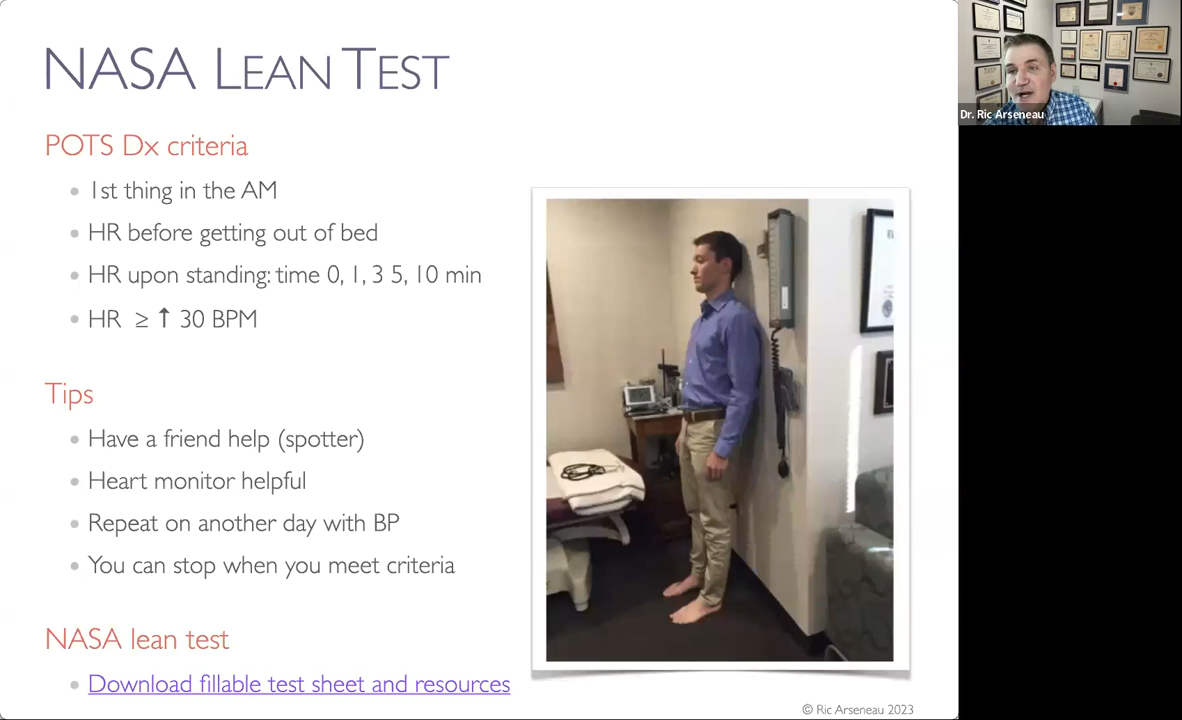 NASA LEAN TEST
POTS Dx criteria
1st thing in the AM
HR before getting out of bed
HR upon standing: time 0, 1, 3 5, 10 min
HR ≥ ↑ 30 BPM
Tips
Have a friend help (spotter)
Heart monitor helpful
Repeat on another day with BP
You can stop when you meet criteria
NASA lean test
Download fillable test sheet and resources
© Ric Arseneau 2023
Dr. Ric Arseneau